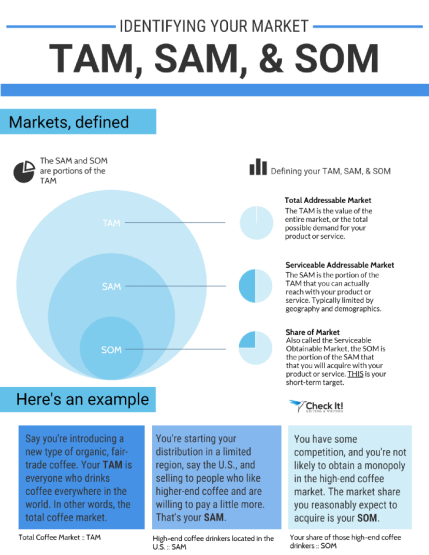 IDENTIFYING YOUR MARKET
TAM, SAM, & SOM
Markets, defined
The SAM and SOM
are portions of the
TAM
Defining your TAM, SAM, & SOM
TAM
SAM
SOM
Total Addressable Market
The TAM is the value of the
entire market, or the total
possible demand for your
product or service.
Serviceable Addressable Market
The SAM is the portion of the
TAM that you can actually
reach with your product or
service. Typically limited by
geography and demographics.
Share of Market
Also called the Serviceable
Obtainable Market, the SOM is
the portion of the SAM that
that you will acquire with your
product or service. THIS is your
short-term target.
Here's an example
Check It!
Say you're introducing a
new type of organic, fair-
trade coffee. Your TAM is
everyone who drinks
coffee everywhere in the
world. In other words, the
total coffee market.
You're starting your
distribution in a limited
region, say the U.S., and
selling to people who like
higher-end coffee and are
willing to pay a little more.
That's your SAM.
You have some
competition, and you're not
likely to obtain a monopoly
in the high-end coffee
market. The market share
you reasonably expect to
acquire is your SOM.
Total Coffee Market :: TAM
High-end coffee drinkers located in the
U.S. :: SAM
Your share of those high-end coffee
drinkers :: SOM